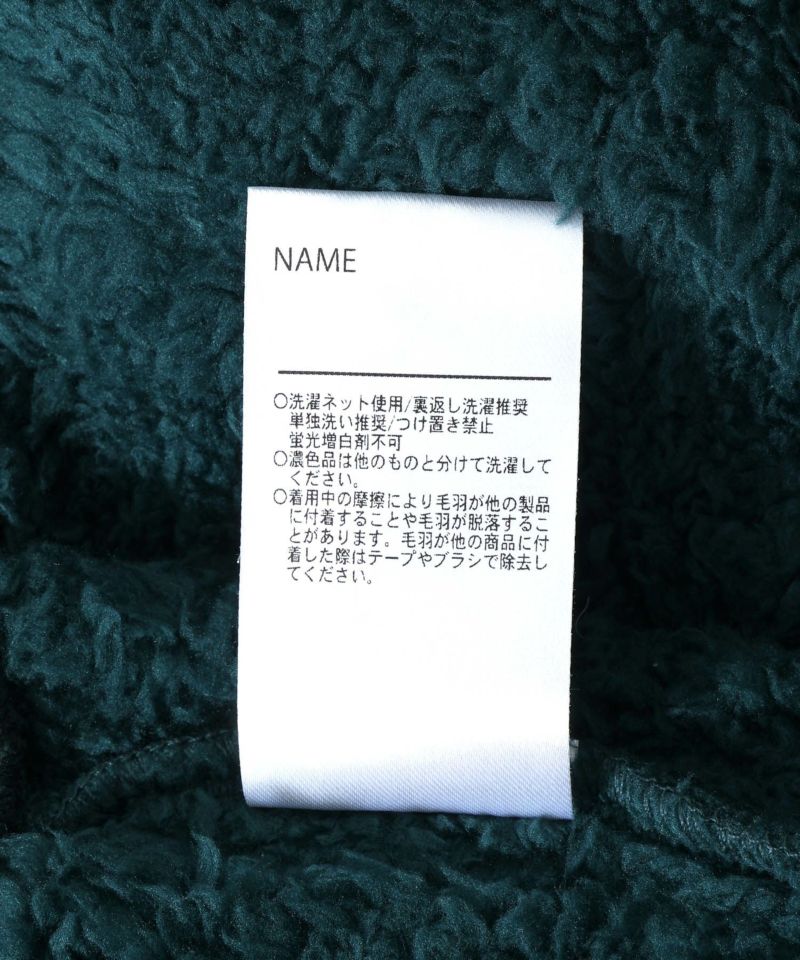 NAME
○洗濯ネット使用/裏返し洗濯推奨
単独洗い推奨/つけ置き禁止
蛍光増白剤不可
○濃色品は他のものと分けて洗濯して
ください。
○着用中の摩擦により毛羽が他の製品
に付着することや毛羽が脱落するこ
とがあります。毛羽が他の商品に付
着した際はテープやブラシで除去し
てください。